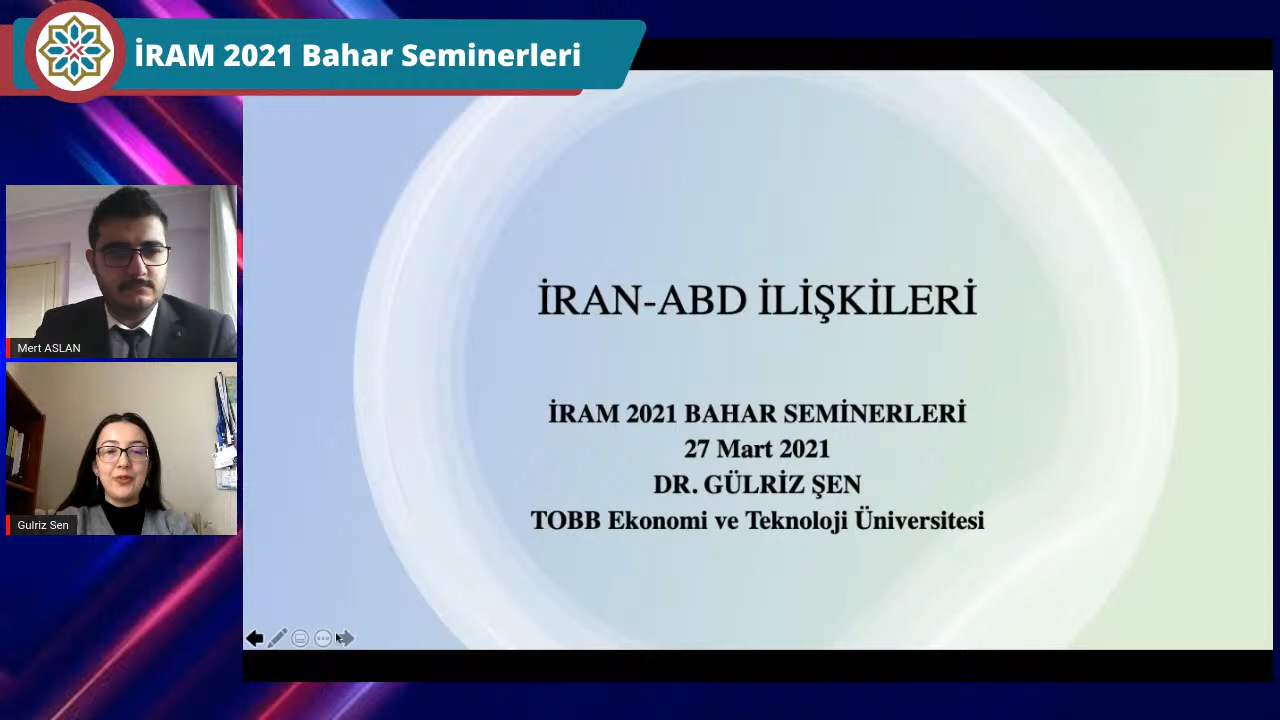 İRAM 2021 Bahar Seminerleri
Mert ASLAN
Gulriz Sen
İRAN-ABD İLİŞKİLERİ
İRAM 2021 BAHAR SEMİNERLERİ
27 Mart 2021
DR. GÜLRİZ ŞEN
TOBB Ekonomi ve Teknoloji Üniversitesi